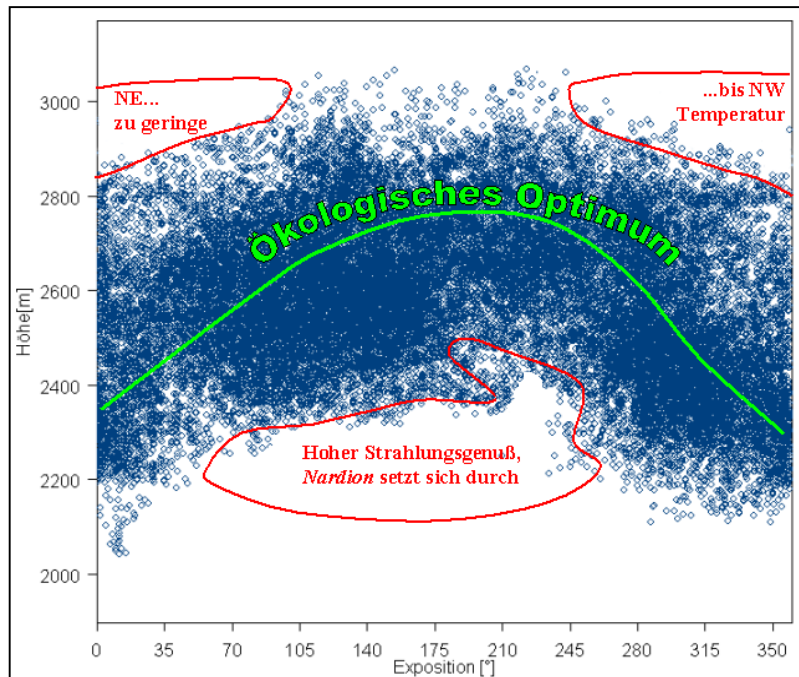 NE...
zu geringe
...bis NW
Temperatur
Ökologisches Optimum
Hoher Strahlungsgenuß,
Nardion setzt sich durch
Höhe[m]
3000
2800
2600
2400
2200
2000
0 35 70 105 140 175 210 245 280 315 350
Exposition [°]